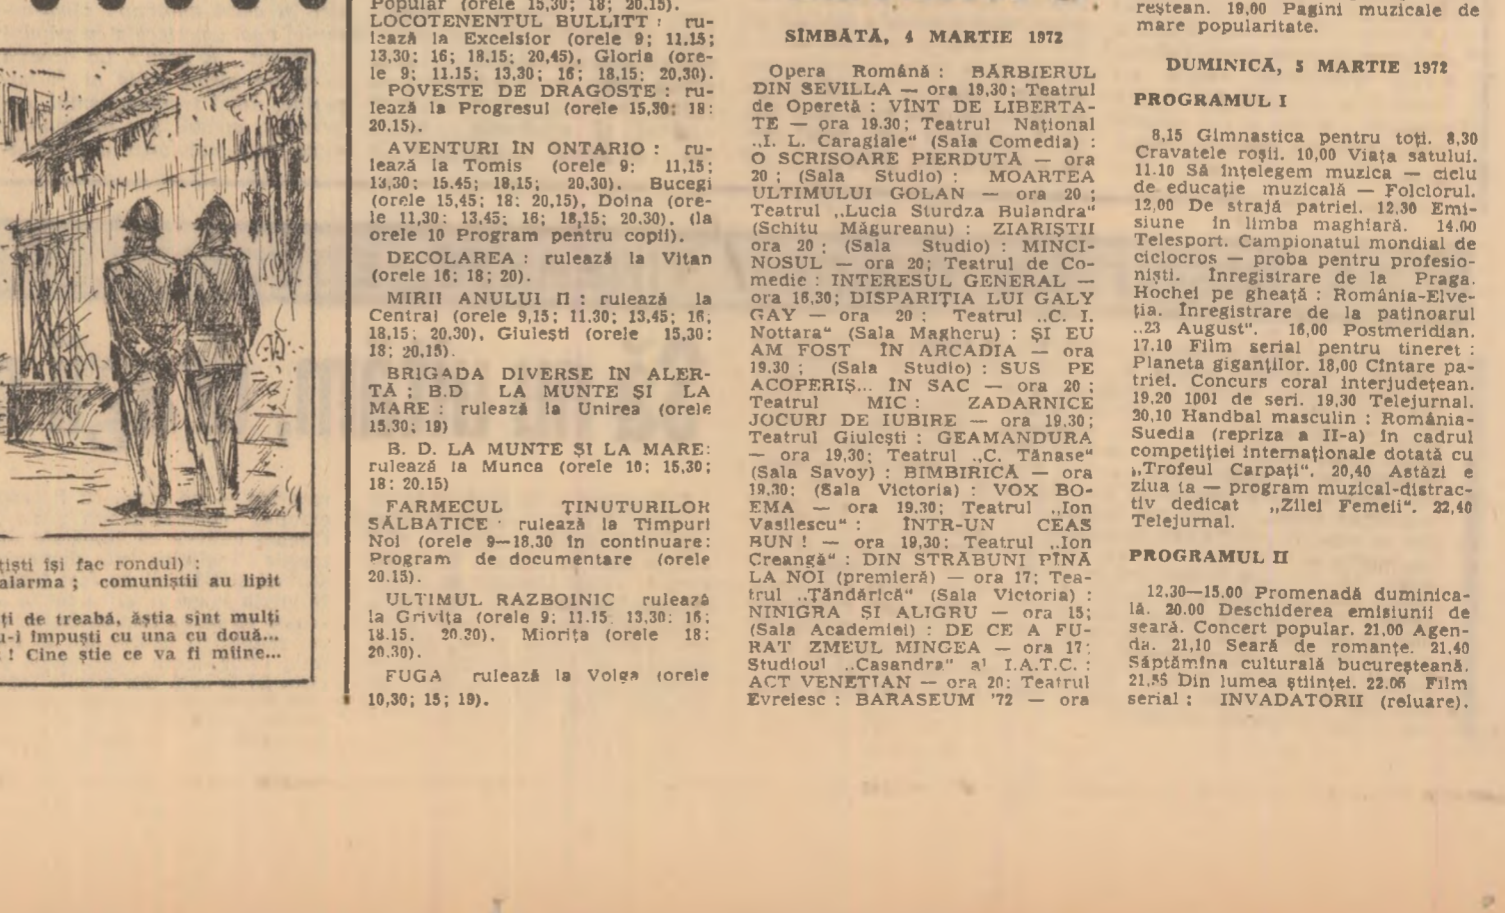 tiști își fac rondul) :
alarma ; comuniștii au lipit
ți de treabă, ăștia sînt mulți
u-i împuști cu una cu două...
! Cine știe ce va fi mîine...
Popular (orele 15,30; 18; 20.15).
LOCOTENENTUL BULLITT : ru-
lează la Excelsior (orele 9; 11.15;
13,30; 16; 18.15; 20,45), Gloria (ore-
le 9; 11.15; 13,30; 16; 18,15; 20,30).
POVESTE DE DRAGOSTE : ru-
lează la Progresul (orele 15,30; 18;
20.15).
AVENTURI ÎN ONTARIO : ru-
lează la Tomis (orele 9; 11,15;
13,30; 15.45; 18,15; 20.30), Bucegi
(orele 15,45; 18; 20,15), Doina (ore-
le 11,30; 13,45; 16; 18,15; 20.30), (la
orele 10 Program pentru copii).
DECOLAREA : rulează la Vitan
(orele 16; 18; 20).
MIRII ANULUI II : rulează la
Central (orele 9,15; 11.30; 13,45; 16;
18,15; 20,30), Giulești (orele 15,30;
18; 20,15).
BRIGADA DIVERSE ÎN ALER-
TĂ ; B.D LA MUNTE ȘI LA
MARE : rulează la Unirea (orele
15,30; 19)
B. D. LA MUNTE ȘI LA MARE:
rulează la Munca (orele 10; 15,30;
18; 20.15)
FARMECUL ȚINUTURILOR
SĂLBATICE · rulează la Timpuri
Noi (orele 9—18.30 în continuare;
Program de documentare (orele
20.15).
ULTIMUL RĂZBOINIC rulează
la Grivița (orele 9; 11.15; 13,30; 16;
18.15, 20.30), Miorița (orele 18;
20.30).
FUGA rulează la Volga (orele
10,30; 15; 19).
SÎMBĂTĂ, 4 MARTIE 1972
Opera Română : BĂRBIERUL
DIN SEVILLA — ora 19,30; Teatrul
de Operetă : VÎNT DE LIBERTA-
TE — ora 19.30; Teatrul Național
„I. L. Caragiale“ (Sala Comedia) :
O SCRISOARE PIERDUTĂ — ora
20 ; (Sala Studio) : MOARTEA
ULTIMULUI GOLAN — ora 20 ;
Teatrul „Lucia Sturdza Bulandra“
(Schitu Măgureanu) : ZIARIȘTII
ora 20 ; (Sala Studio) : MINCI-
NOSUL — ora 20; Teatrul de Co-
medie : INTERESUL GENERAL —
ora 16,30; DISPARIȚIA LUI GALY
GAY — ora 20 ; Teatrul „C. I.
Nottara“ (Sala Magheru) : ȘI EU
AM FOST ÎN ARCADIA — ora
19.30 ; (Sala Studio) : SUS PE
ACOPERIȘ... ÎN SAC — ora 20 ;
Teatrul MIC : ZADARNICE
JOCURI DE IUBIRE — ora 19.30;
Teatrul Giulești : GEAMANDURA
— ora 19,30; Teatrul „C. Tănase“
(Sala Savoy) : BIMBIRICĂ — ora
19.30; (Sala Victoria) : VOX BO-
EMA — ora 19.30; Teatrul „Ion
Vasilescu“ : ÎNTR-UN CEAS
BUN ! — ora 19,30; Teatrul „Ion
Creangă“ : DIN STRĂBUNI PÎNĂ
LA NOI (premieră) — ora 17; Tea-
trul „Țăndărică“ (Sala Victoria) :
NINIGRA ȘI ALIGRU — ora 15;
(Sala Academiei) : DE CE A FU-
RAT ZMEUL MINGEA — ora 17;
Studioul „Casandra“ al I.A.T.C. :
ACT VENEȚIAN — ora 20; Teatrul
Evreiesc : BARAȘEUM '72 — ora
reștean. 19,00 Pagini muzicale de
mare popularitate.
DUMINICĂ, 5 MARTIE 1972
PROGRAMUL I
8,15 Gimnastica pentru toți. 8,30
Cravatele roșii. 10,00 Viața satului.
11.10 Să înțelegem muzica — ciclu
de educație muzicală — Folclorul.
12,00 De strajă patriei. 12,30 Emi-
siune în limba maghiară. 14.00
Telesport. Campionatul mondial de
ciclocros — proba pentru profesio-
niști. Înregistrare de la Praga.
Hochei pe gheață : România-Elve-
ția. Înregistrare de la patinoarul
„23 August“. 16,00 Postmeridian.
17.10 Film serial pentru tineret :
Planeta giganților. 18,00 Cîntare pa-
triei. Concurs coral interjudețean.
19,20 1001 de seri. 19,30 Telejurnal.
20,10 Handbal masculin : România-
Suedia (repriza a II-a) în cadrul
competiției internaționale dotată cu
„Trofeul Carpați“. 20,40 Astăzi e
ziua ta — program muzical-distrac-
tiv dedicat „Zilei Femeii“. 22,40
Telejurnal.
PROGRAMUL II
12.30—15.00 Promenadă duminica-
lă. 20.00 Deschiderea emisiunii de
seară. Concert popular. 21,00 Agen-
da. 21,10 Seară de romanțe. 21,40
Săptămîna culturală bucureșteană.
21.55 Din lumea științei. 22.05 Film
serial : INVADATORII (reluare).